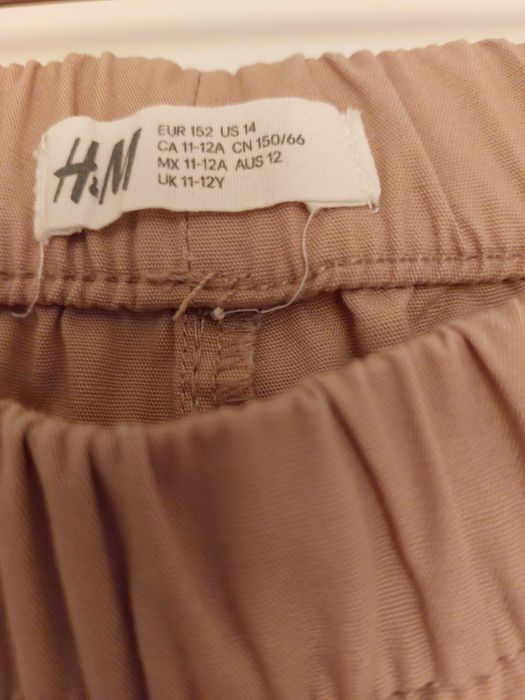 H&M
EUR 152 US 14
CA 11-12A CN 150/66
MX 11-12A AUS 12
UK 11-12Y